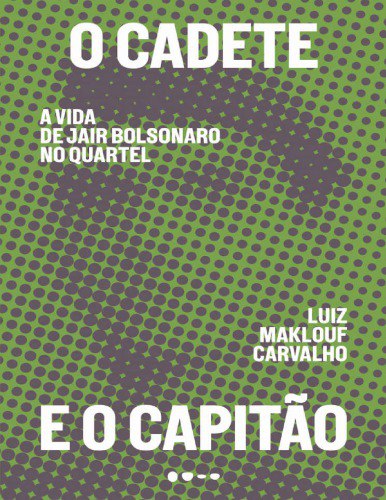 O CADETE
A VIDA
DE JAIR BOLSONARO
NO QUARTEL
LUIZ
MAKLOUF
CARVALHO
E O CAPITÃO